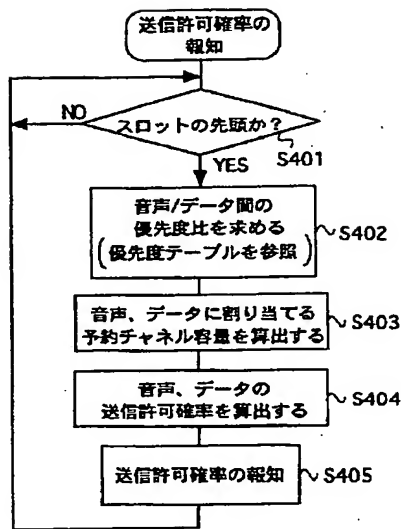 送信許可確率の
報知
NO
スロットの先頭か?
S401
YES
音声/データ間の
優先度比を求める
(優先度テーブルを参照)
S402
音声、データに割り当てる
予約チャネル容量を算出する
S403
音声、データの
送信許可確率を算出する
S404
送信許可確率の報知
S405